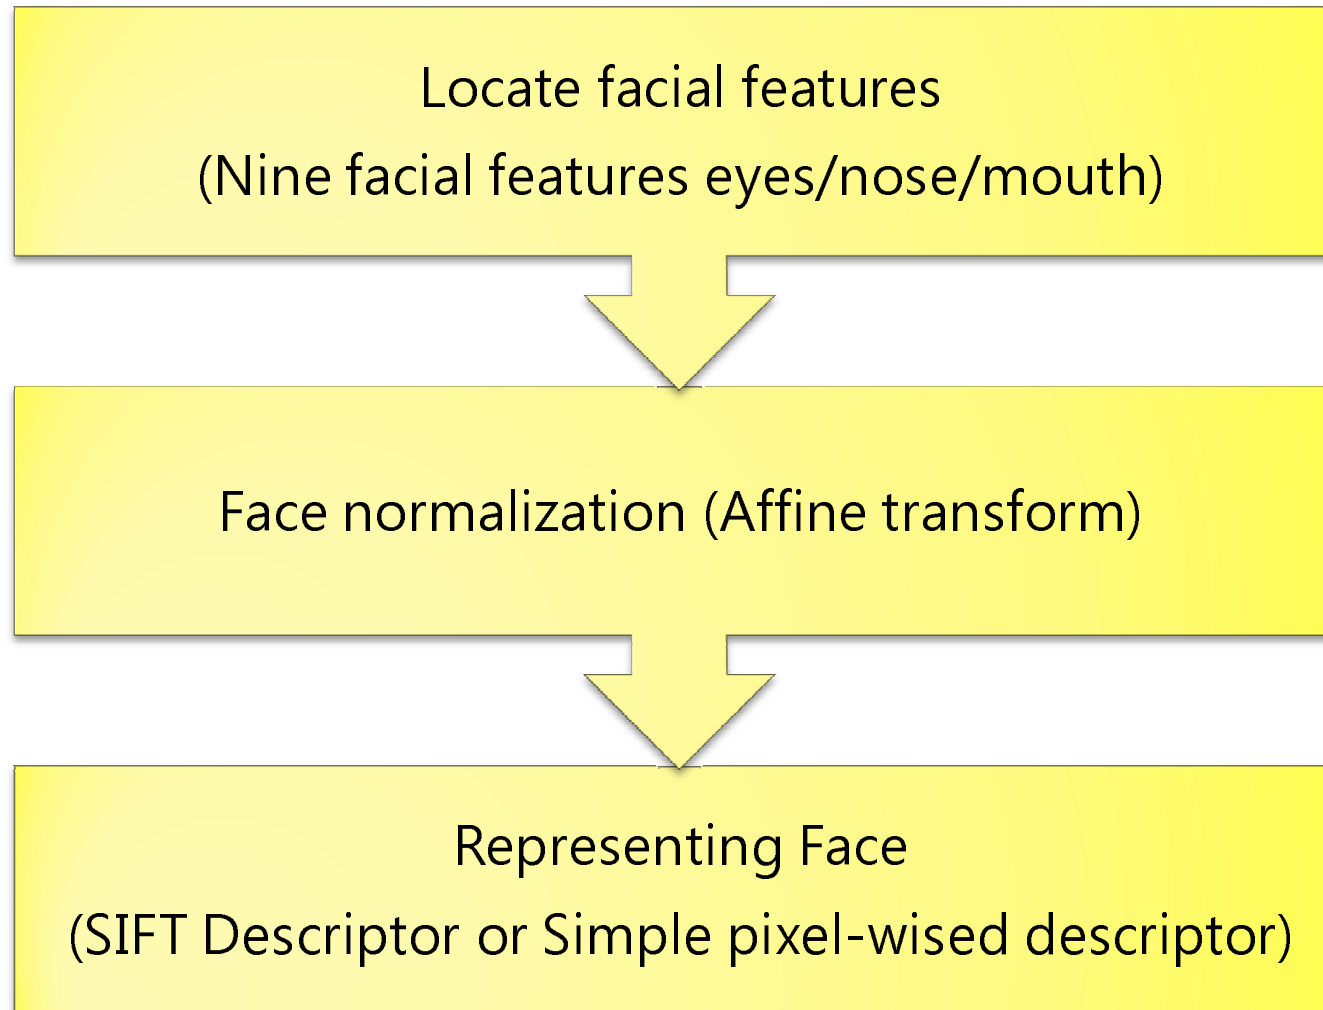 Locate facial features
(Nine facial features eyes/nose/mouth)
Face normalization (Affine transform)
Representing Face
(SIFT Descriptor or Simple pixel-wised descriptor)